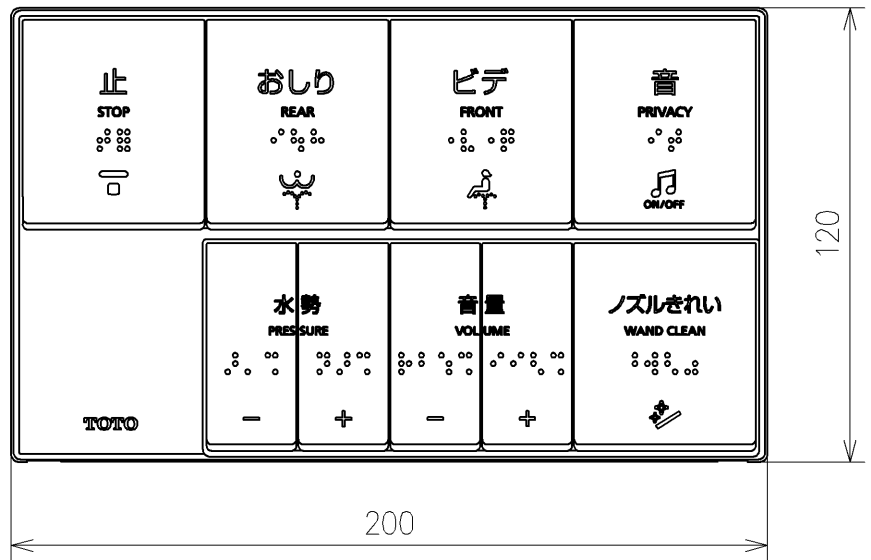 止 おしり ビデ 音
STOP REAR FRONT PRIVACY
ON/OFF
120
水勢 音量 ノズルきれい
PRESSURE VOLUME WAND CLEAN
− + − +
TOTO
200